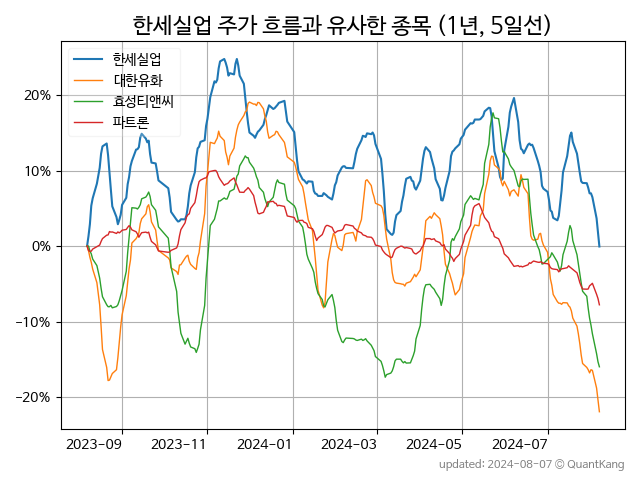 한세실업 주가 흐름과 유사한 종목 (1년, 5일선)
한세실업
대한유화
효성티앤씨
파트론
20%
10%
0%
−10%
−20%
2023-09
2023-11
2024-01
2024-03
2024-05
2024-07
updated: 2024-08-07 © QuantKang